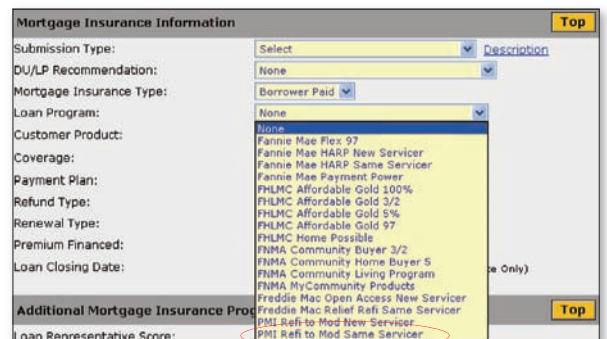 Mortgage Insurance Information Top
Submission Type: Select Description
DU/LP Recommendation: None
Mortgage Insurance Type: Borrower Paid
Loan Program: None
Customer Product:
Coverage:
Payment Plan:
Refund Type:
Renewal Type:
Premium Financed:
Loan Closing Date:
None
Fannie Mae Flex 97
Fannie Mae HARP New Servicer
Fannie Mae HARP Same Servicer
Fannie Mae Payment Power
FHLMC Affordable Gold 100%
FHLMC Affordable Gold 3/2
FHLMC Affordable Gold 5%
FHLMC Affordable Gold 97
FHLMC Home Possible
FNMA Community Buyer 3/2
FNMA Community Home Buyer S
FNMA Community Living Program
FNMA MyCommunity Products
Freddie Mac Open Access New Servicer
Freddie Mac Relief Refi Same Servicer
PMI Refi to Mod New Servicer
PMI Refi to Mod Same Servicer
Only)
Additional Mortgage Insurance Top
Loan Representative Score: